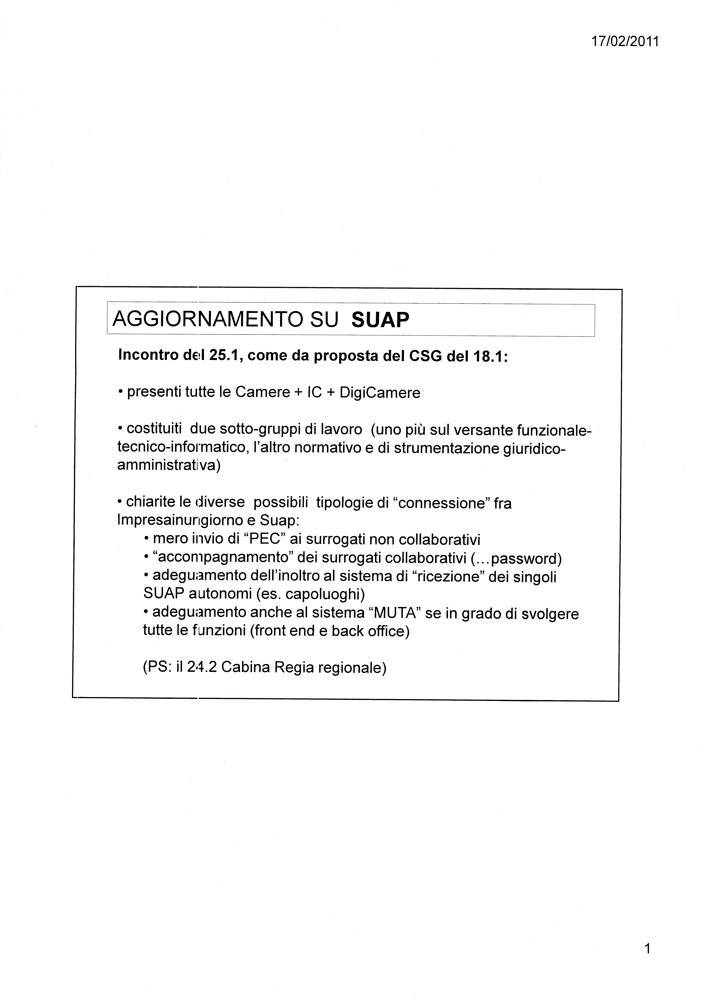 17/02/2011
AGGIORNAMENTO SU SUAP
Incontro del 25.1, come da proposta del CSG del 18.1:
• presenti tutte le Camere + IC + DigiCamere
• costituiti due sotto-gruppi di lavoro (uno più sul versante funzionale-
tecnico-informatico, l'altro normativo e di strumentazione giuridico-
amministrativa)
• chiarite le diverse possibili tipologie di “connessione” fra
Impresainungiorno e Suap:
• mero invio di “PEC” ai surrogati non collaborativi
• “accompagnamento” dei surrogati collaborativi (...password)
• adeguamento dell'inoltro al sistema di “ricezione” dei singoli
SUAP autonomi (es. capoluoghi)
• adeguamento anche al sistema “MUTA” se in grado di svolgere
tutte le funzioni (front end e back office)
(PS: il 24.2 Cabina Regia regionale)
1